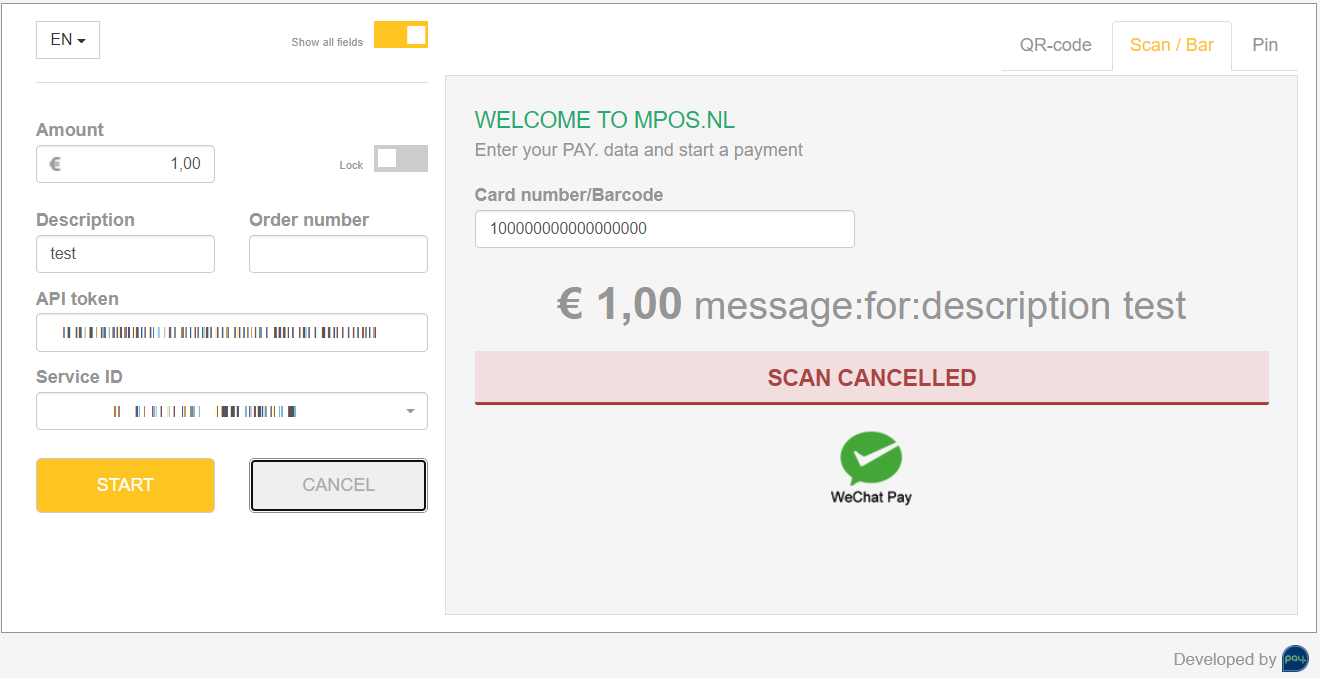 EN
Show all fields
QR-code
Scan / Bar
Pin
Amount
€ 1,00
Lock
Description
Order number
test
API token
Service ID
START
CANCEL
WELCOME TO MPOS.NL
Enter your PAY. data and start a payment
Card number/Barcode
100000000000000000
€ 1,00 message:for:description test
SCAN CANCELLED
WeChat Pay
Developed by pay.